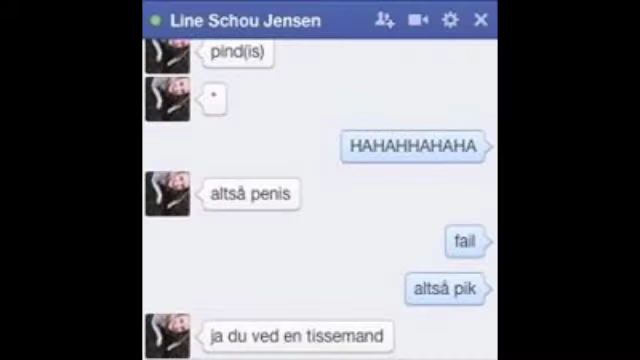 Line Schou Jensen
pind(is)
*
HAHAHHAHAHA
altså penis
fail
altså pik
ja du ved en tissemand